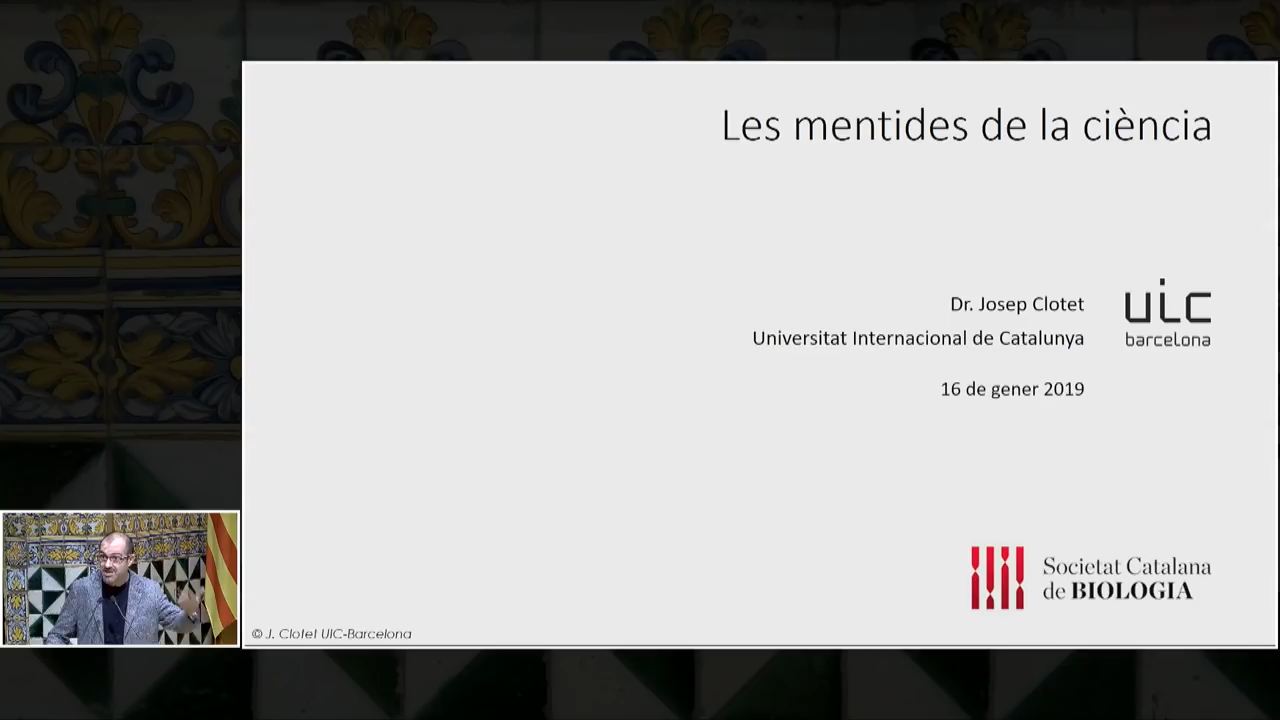 Les mentides de la ciència
Dr. Josep Clotet
Universitat Internacional de Catalunya
uic
barcelona
16 de gener 2019
Societat Catalana
de BIOLOGIA
© J. Clotet UIC-Barcelona